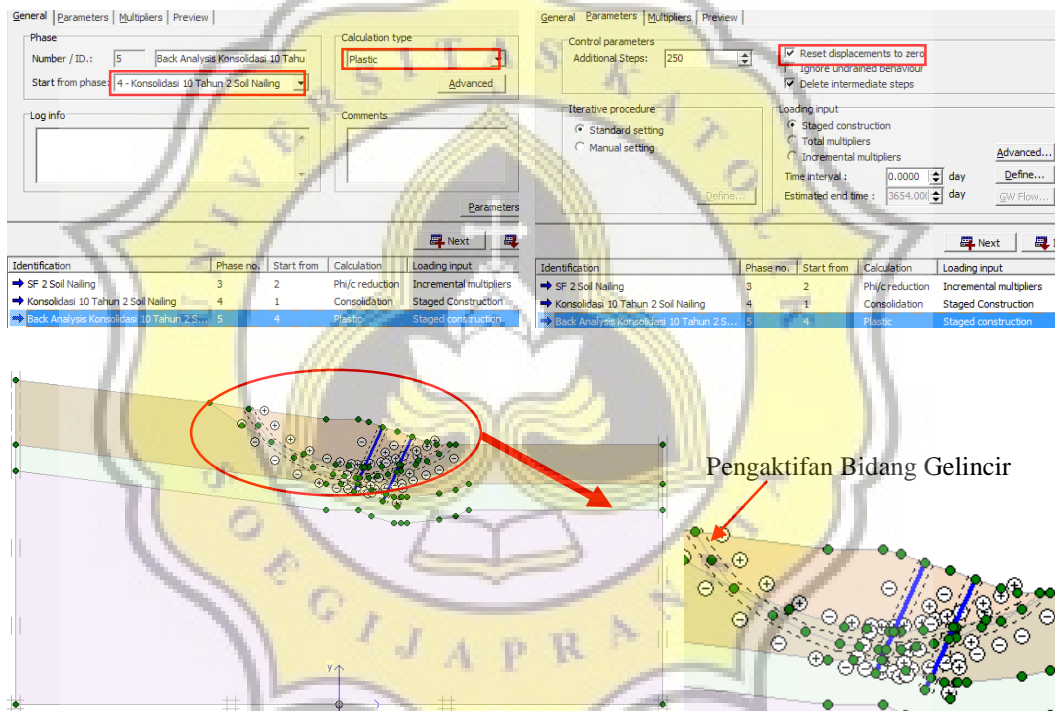 General Parameters Multipliers Preview
Phase
Number / ID.: 5 Back Analysis Konsolidasi 10 Tahu
Start from phase: 4 - Konsolidasi 10 Tahun 2 Soil Nailing
Calculation type
Plastic
Advanced
Log info
Comments
Parameters
Next
Identification Phase no. Start from Calculation Loading input
SF 2 Soil Nailing 3 2 Phi/c reduction Incremental multipliers
Konsolidasi 10 Tahun 2 Soil Nailing 4 1 Consolidation Staged Construction
Back Analysis Konsolidasi 10 Tahun 2 S... 5 4 Plastic Staged construction
General Parameters Multipliers Preview
Control parameters
Additional Steps: 250
Reset displacements to zero
Ignore undrained behaviour
Delete intermediate steps
Iterative procedure
Standard setting
Manual setting
Define...
Loading input
Staged construction
Total multipliers
Incremental multipliers
Advanced...
Time interval : 0.0000 day Define...
Estimated end time : 3654.00 day GW Flow...
Next
Identification Phase no. Start from Calculation Loading input
SF 2 Soil Nailing 3 2 Phi/c reduction Incremental multipliers
Konsolidasi 10 Tahun 2 Soil Nailing 4 1 Consolidation Staged Construction
Back Analysis Konsolidasi 10 Tahun 2 S... 5 4 Plastic Staged construction
Pengaktifan Bidang Gelincir
y